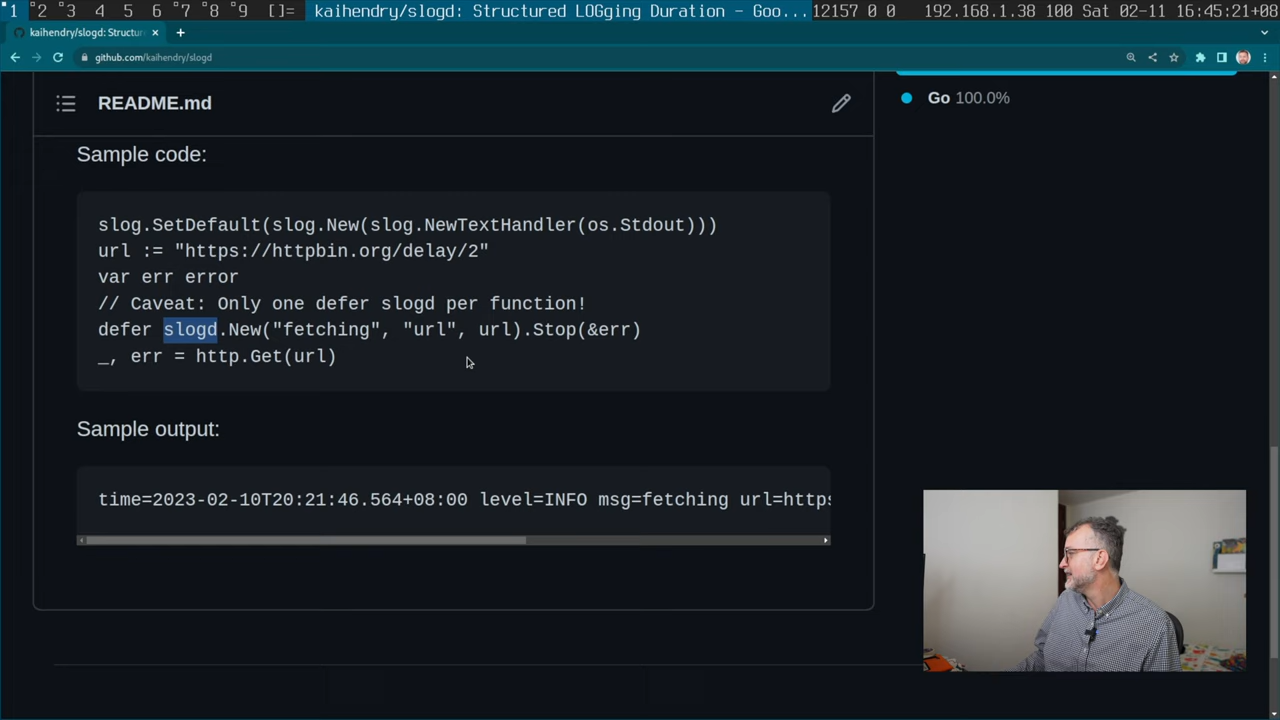 1 °2 °3 4 5 6 °7 °8 °9 []= kaihendry/slogd: Structured LOGging Duration - Goo... 12157 0 0 192.168.1.38 100 Sat 02-11 16:45:21+08
kaihendry/slogd: Structur
github.com/kaihendry/slogd
README.md
Go 100.0%
Sample code:
slog.SetDefault(slog.New(slog.NewTextHandler(os.Stdout)))
url := "https://httpbin.org/delay/2"
var err error
// Caveat: Only one defer slogd per function!
defer slogd.New("fetching", "url", url).Stop(&err)
_, err = http.Get(url)
Sample output:
time=2023-02-10T20:21:46.564+08:00 level=INFO msg=fetching url=https